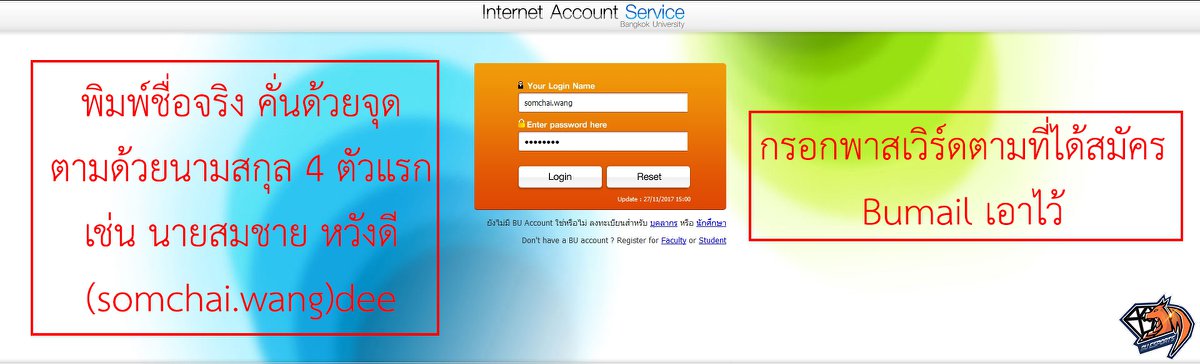 Internet Account Service
Bangkok University
พิมพ์ชื่อจริง คั่นด้วยจุด
ตามด้วยนามสกุล 4 ตัวแรก
เช่น นายสมชาย หวังดี
(somchai.wang)dee
Your Login Name
somchai.wang
Enter password here
••••••••
Login Reset
Update : 27/11/2017 15:00
ยังไม่มี BU Account ใช่หรือไม่ ลงทะเบียนสำหรับ บุคลากร หรือ นักศึกษา
Don't have a BU account ? Register for Faculty or Student
กรอกพาสเวิร์ดตามที่ได้สมัคร
Bumail เอาไว้
BU ESPORTS